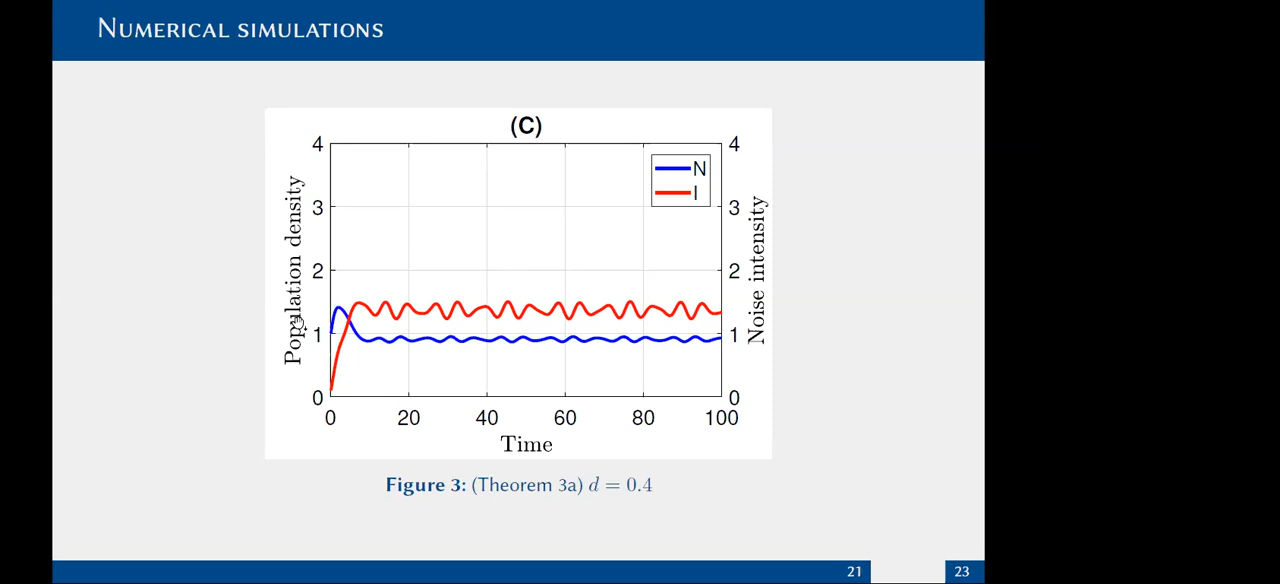 Numerical simulations
(C)
Population density
4
3
2
1
0
N
I
4
3
2
1
0
Noise intensity
0 20 40 60 80 100
Time
Figure 3: (Theorem 3a) d = 0.4
21 23